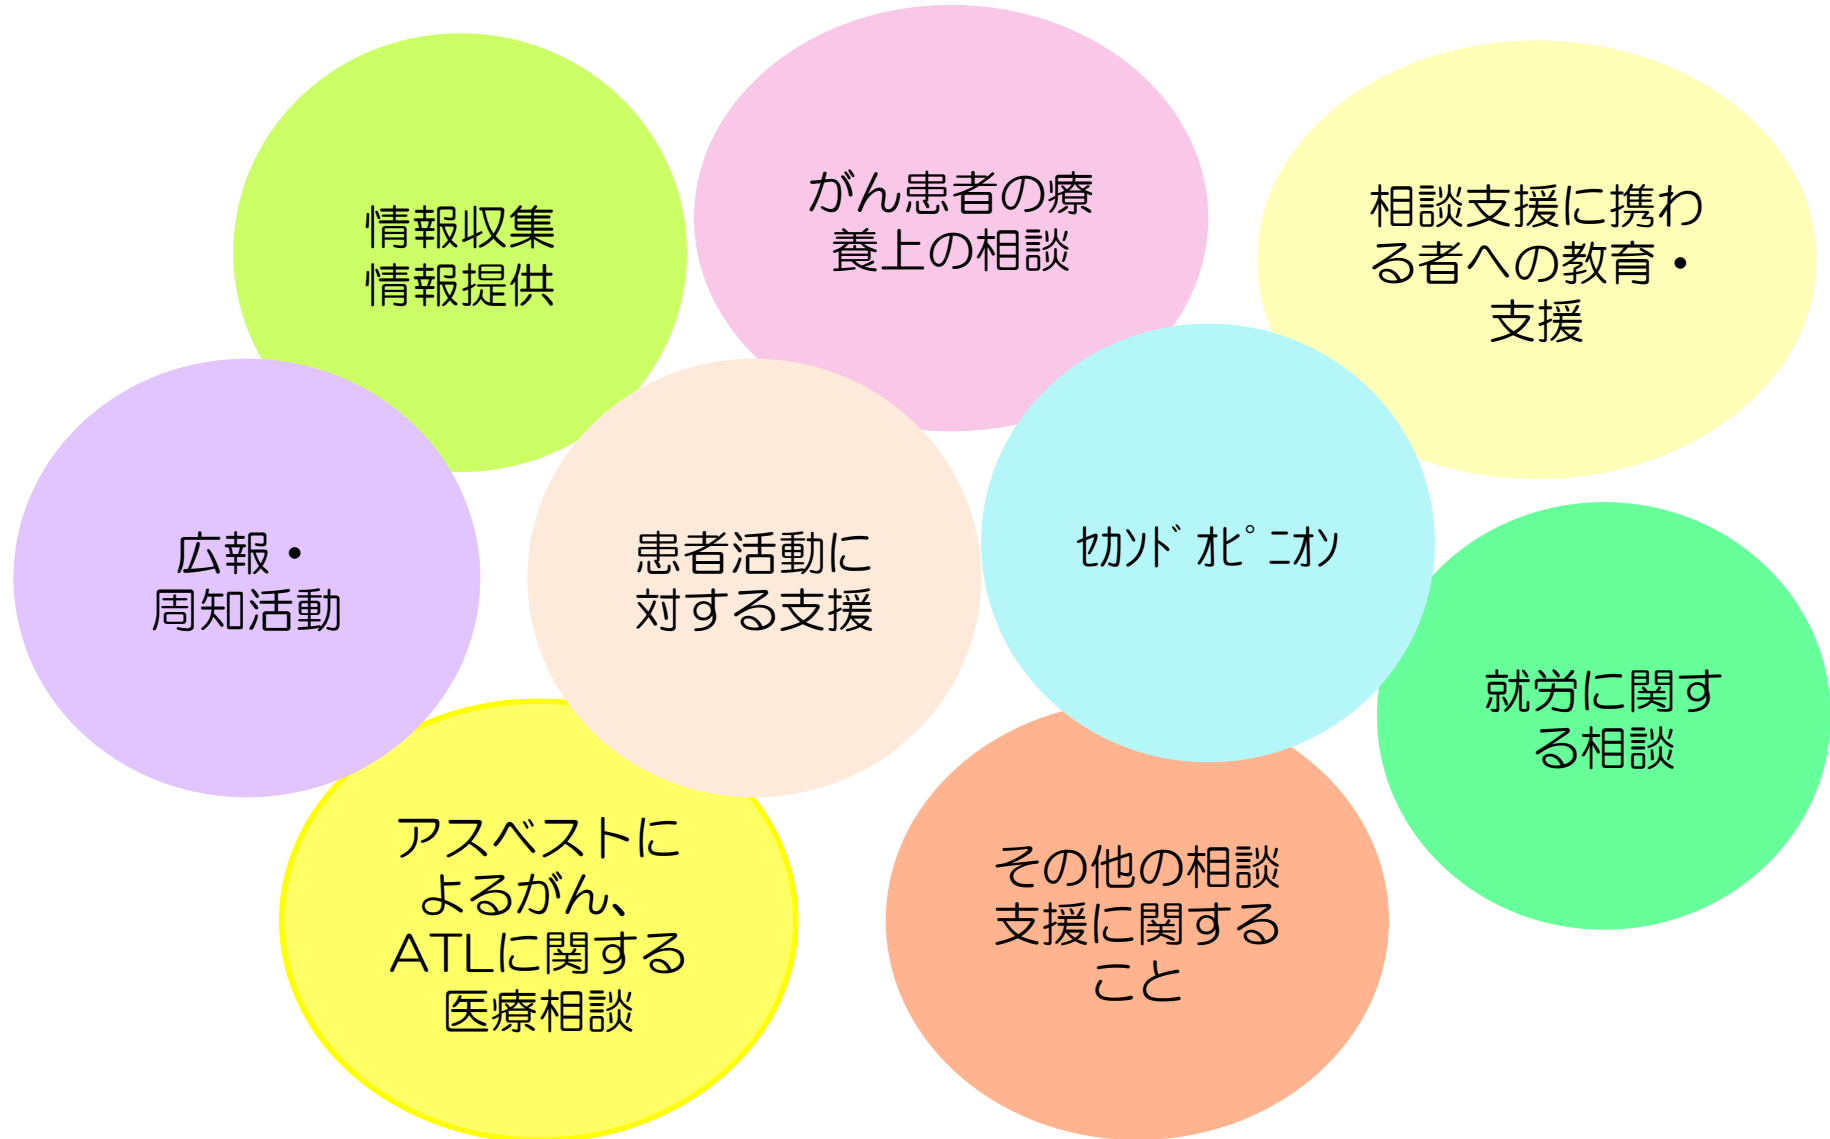 情報収集
情報提供
がん患者の療
養上の相談
相談支援に携わ
る者への教育・
支援
広報・
周知活動
患者活動に
対する支援
ｾｶﾝﾄﾞｵﾋﾟﾆｵﾝ
就労に関す
る相談
アスベストに
よるがん、
ATLに関する
医療相談
その他の相談
支援に関する
こと